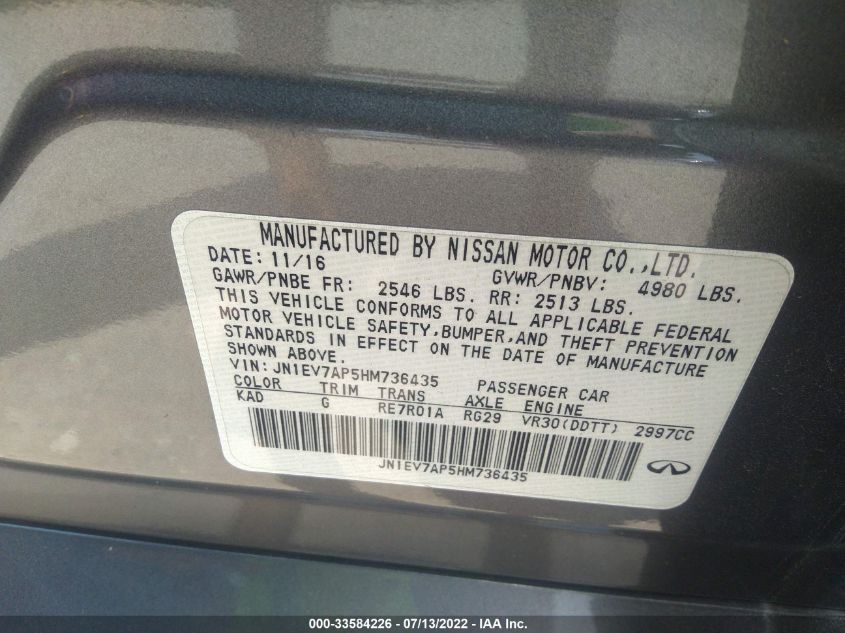 MANUFACTURED BY NISSAN MOTOR CO.,LTD.
DATE: 11/16 GVWR/PNBV: 4980 LBS.
GAWR/PNBE FR: 2546 LBS. RR: 2513 LBS.
THIS VEHICLE CONFORMS TO ALL APPLICABLE FEDERAL
MOTOR VEHICLE SAFETY,BUMPER,AND THEFT PREVENTION
STANDARDS IN EFFECT ON THE DATE OF MANUFACTURE
SHOWN ABOVE.
VIN: JN1EV7AP5HM736435 PASSENGER CAR
COLOR TRIM TRANS AXLE ENGINE
KAD G RE7R01A RG29 VR30(DDTT) 2997CC
JN1EV7AP5HM736435
000-33584226 - 07/13/2022 - IAA Inc.